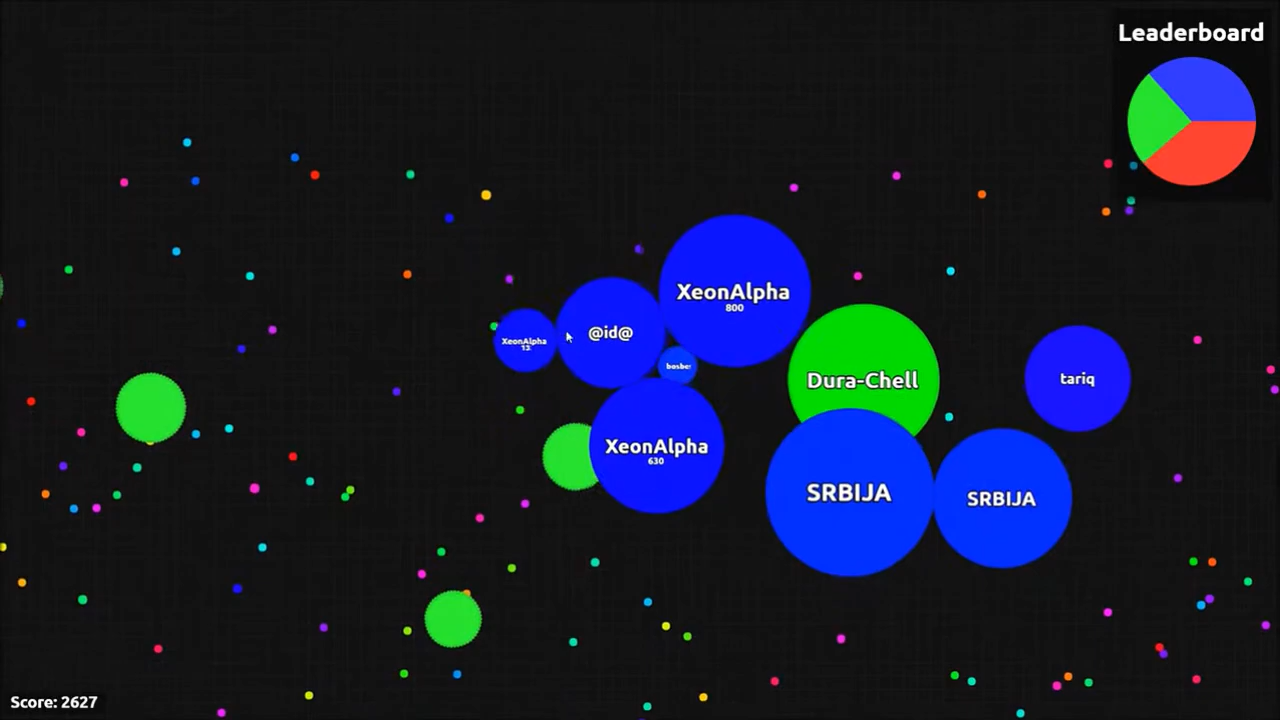 Leaderboard
XeonAlpha
800
@id@
XeonAlpha
Dura-Chell
tariq
XeonAlpha
630
SRBIJA
SRBIJA
Score: 2627